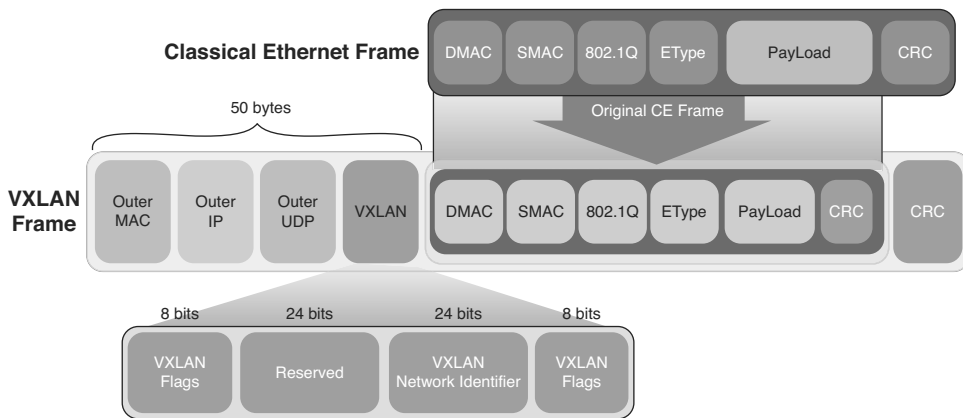 Classical Ethernet Frame
DMAC
SMAC
802.1Q
EType
PayLoad
CRC
Original CE Frame
50 bytes
VXLAN
Frame
Outer
MAC
Outer
IP
Outer
UDP
VXLAN
DMAC
SMAC
802.1Q
EType
PayLoad
CRC
CRC
8 bits
24 bits
24 bits
8 bits
VXLAN
Flags
Reserved
VXLAN
Network Identifier
VXLAN
Flags